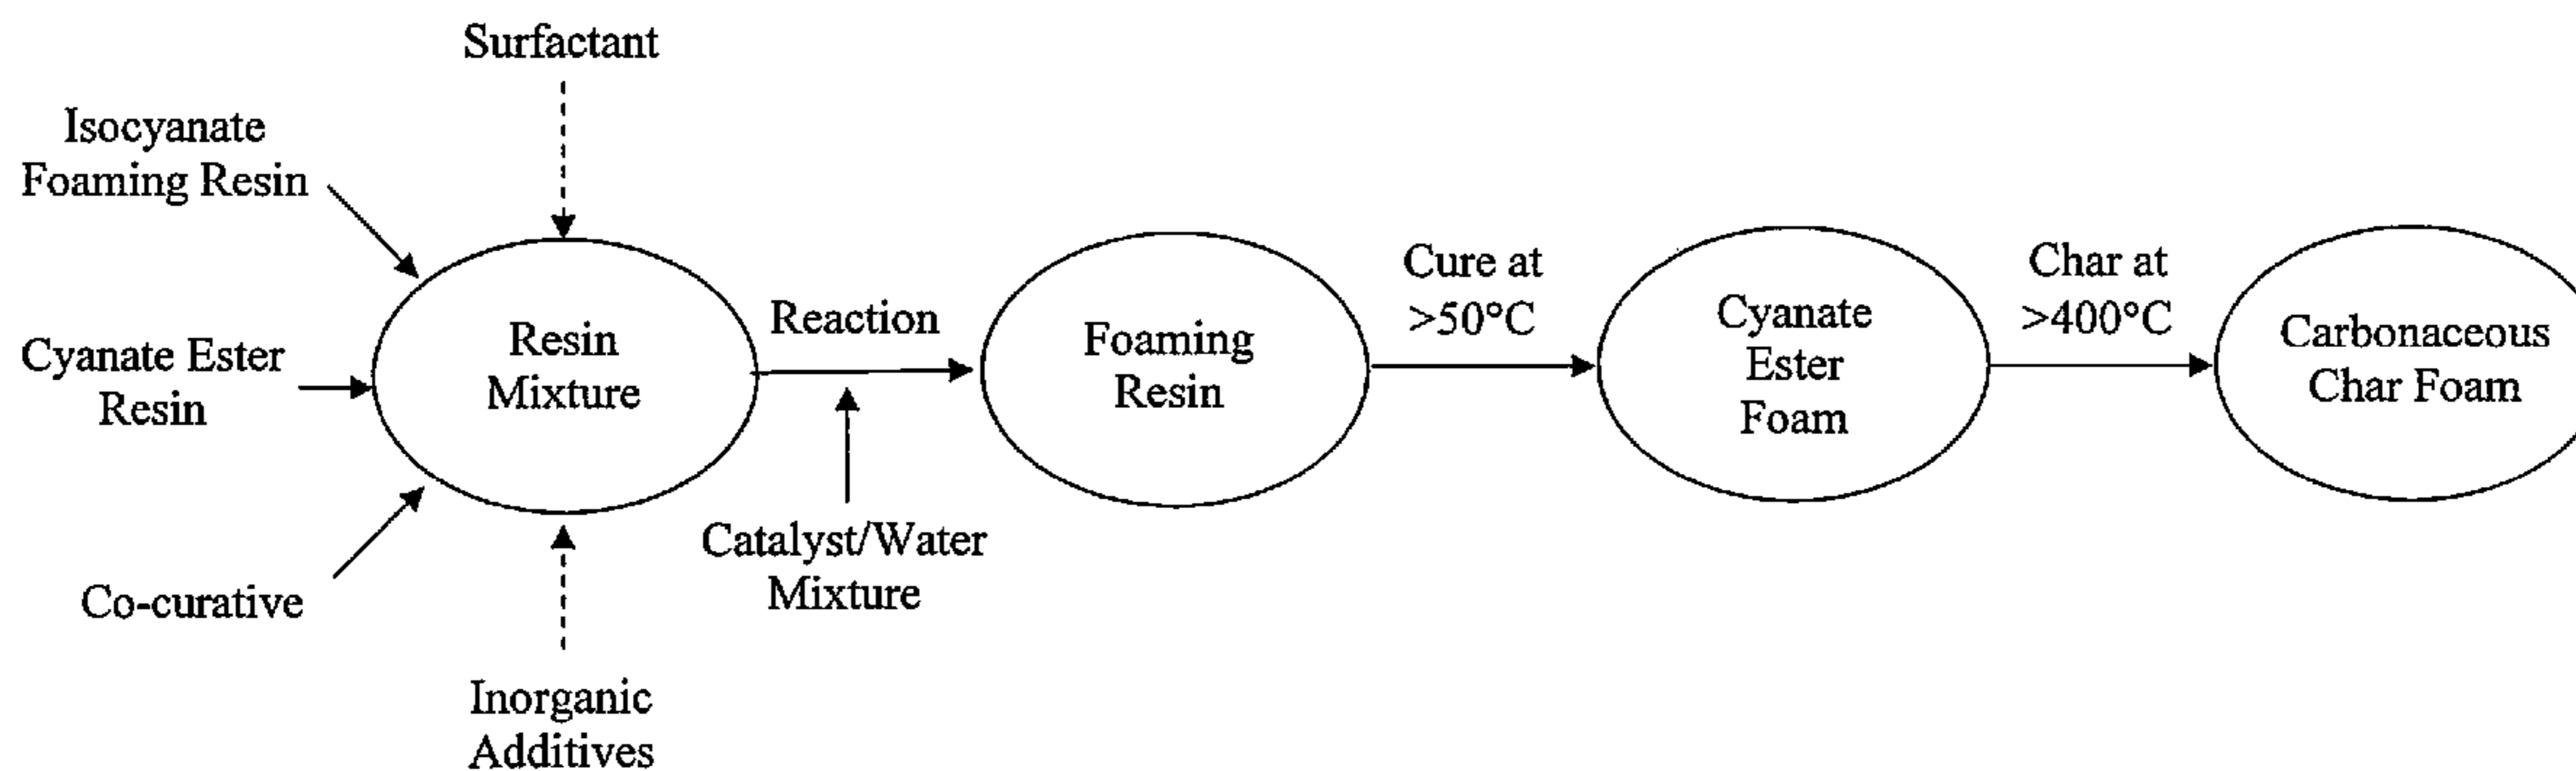 Surfactant
Isocyanate
Foaming Resin
Cyanate Ester
Resin
Co-curative
Inorganic
Additives
Resin
Mixture
Reaction
Catalyst/Water
Mixture
Foaming
Resin
Cure at
>50°C
Cyanate
Ester
Foam
Char at
>400°C
Carbonaceous
Char Foam